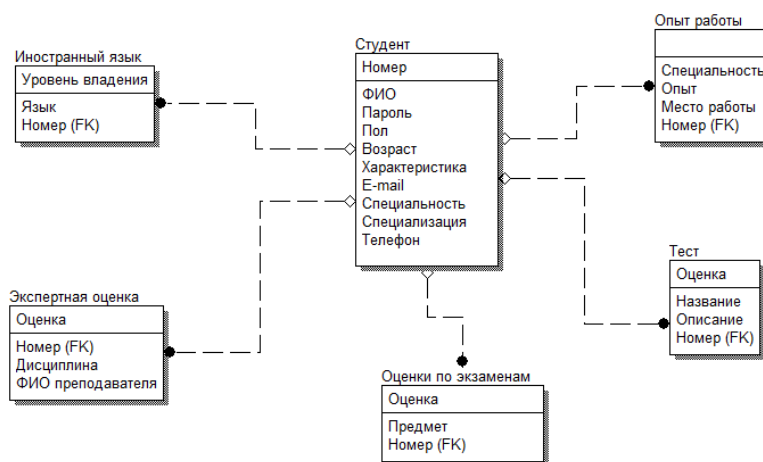 Иностранный язык
Уровень владения
Язык
Номер (FK)
Студент
Номер
ФИО
Пароль
Пол
Возраст
Характеристика
E-mail
Специальность
Специализация
Телефон
Опыт работы
Специальность
Опыт
Место работы
Номер (FK)
Экспертная оценка
Оценка
Номер (FK)
Дисциплина
ФИО преподавателя
Оценки по экзаменам
Оценка
Предмет
Номер (FK)
Тест
Оценка
Название
Описание
Номер (FK)